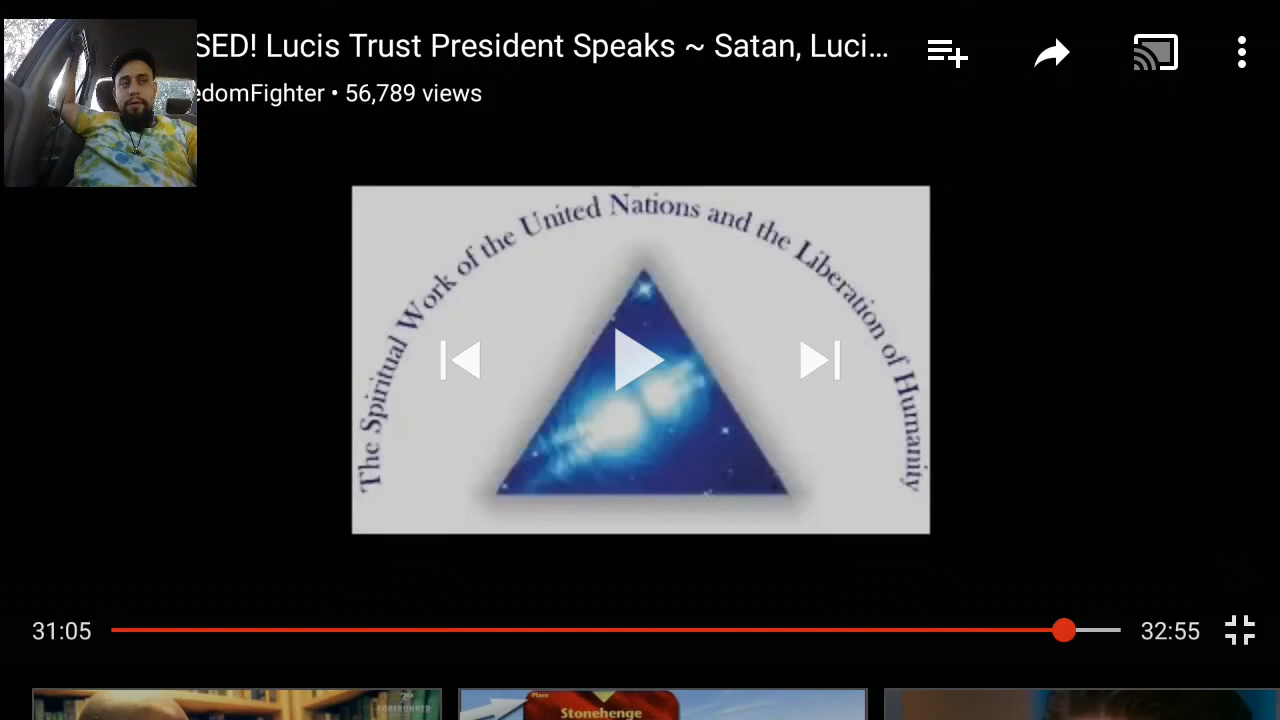 SED! Lucis Trust President Speaks ~ Satan, Luci...
edomFighter • 56,789 views
The Spiritual Work of the United Nations and the Liberation of Humanity
31:05
32:55
Place
Stonehenge